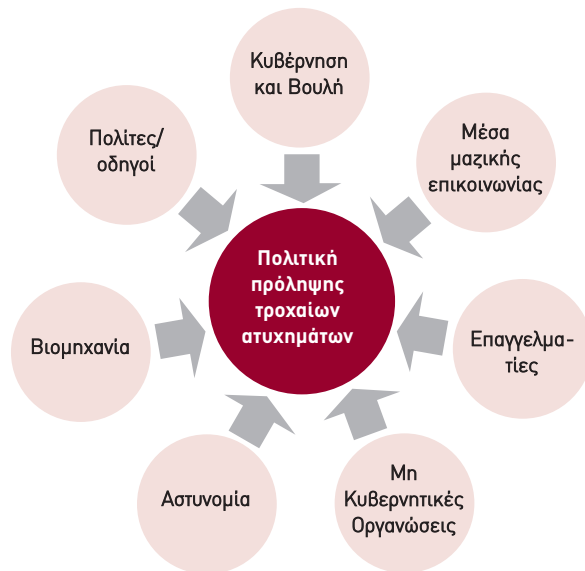 Κυβέρνηση
και Βουλή
Πολίτες/
οδηγοί
Μέσα
μαζικής
επικοινωνίας
Πολιτική
πρόληψης
τροχαίων
ατυχημάτων
Βιομηχανία
Επαγγελμα-
τίες
Αστυνομία
Μη
Κυβερνητικές
Οργανώσεις